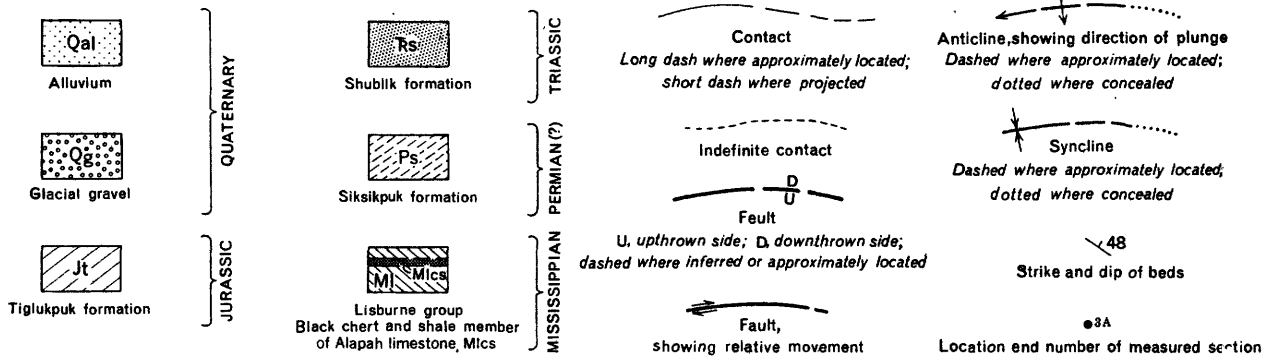 Qal
Alluvium
Qg
Glacial gravel
QUATERNARY
Jt
Tiglukpuk formation
JURASSIC
Ƭs
Shublik formation
TRIASSIC
Ps
Siksikpuk formation
PERMIAN(?)
Ml
Mlcs
Lisburne group
Black chert and shale member
of Alapah limestone, Mlcs
MISSISSIPPIAN
Contact
Long dash where approximately located;
short dash where projected
Indefinite contact
D
U
Feult
U, upthrown side; D, downthrown side;
dashed where inferred or approximately located
Fault,
showing relative movement
Anticline, showing direction of plunge
Dashed where approximately located;
dotted where concealed
Syncline
Dashed where approximately located;
dotted where concealed
48
Strike and dip of beds
3A
Location end number of measured section